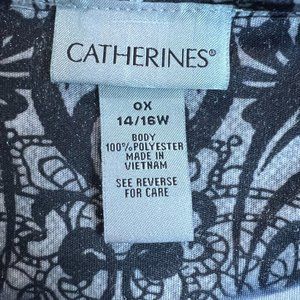 CATHERINES®
0X
14/16W
BODY
100% POLYESTER
MADE IN
VIETNAM
SEE REVERSE
FOR CARE